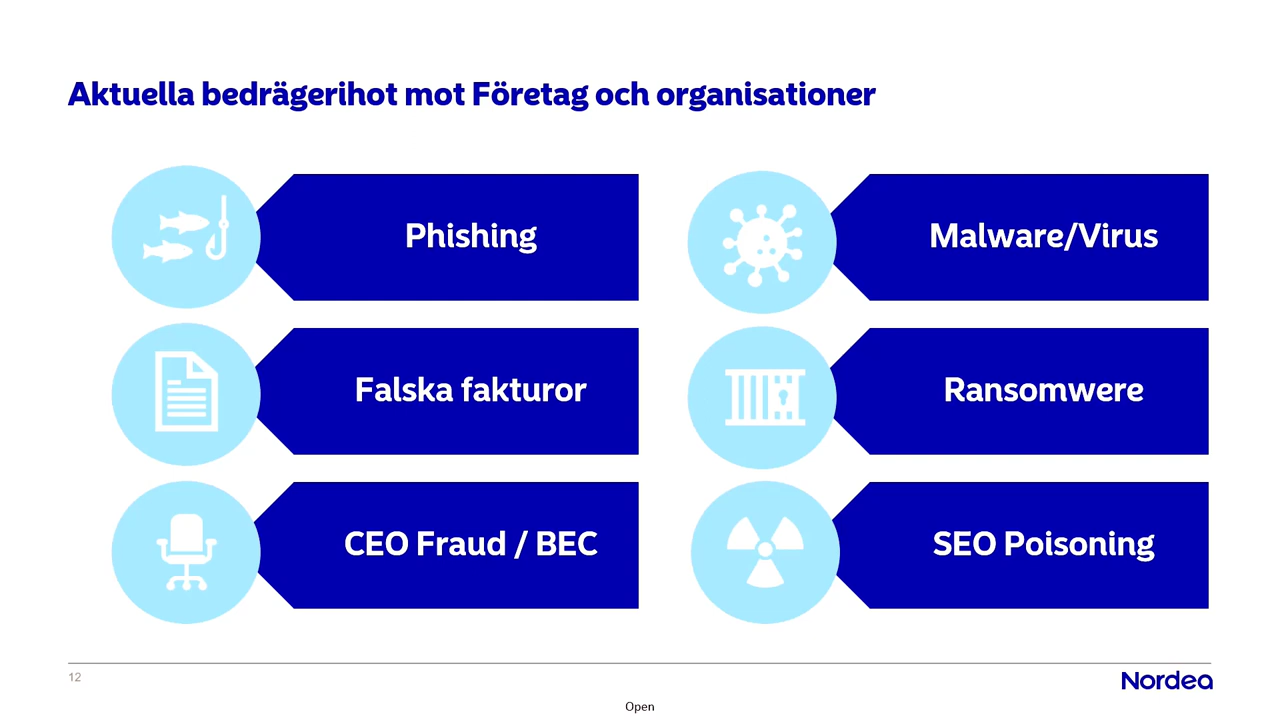 Aktuella bedrägerihot mot Företag och organisationer
Phishing
Malware/Virus
Falska fakturor
Ransomwere
CEO Fraud / BEC
SEO Poisoning
12
Nordea
Open